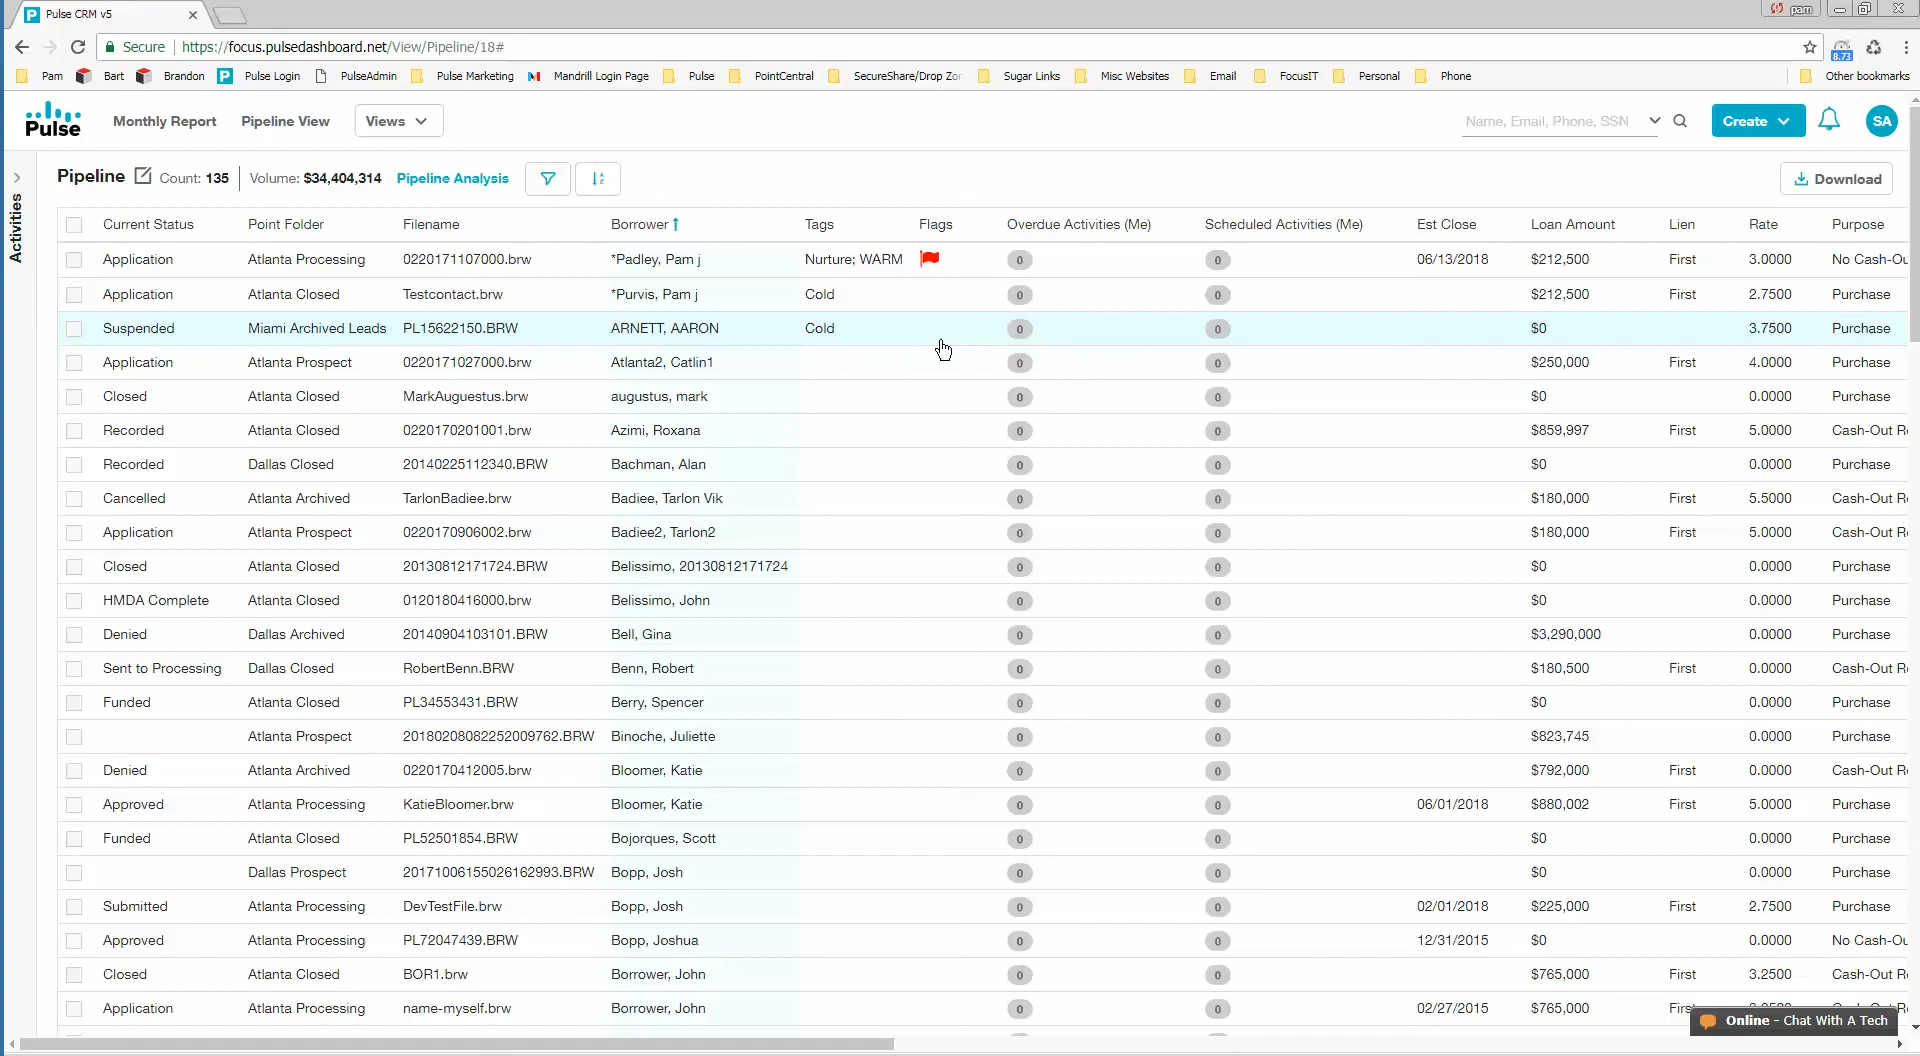 Pulse CRM v5
pam
Secure https://focus.pulsedashboard.net/View/Pipeline/18#
8.73
Pam Bart Brandon Pulse Login PulseAdmin Pulse Marketing Mandrill Login Page Pulse PointCentral SecureShare/Drop Zor Sugar Links Misc Websites Email FocusIT Personal Phone Other bookmarks
Pulse Monthly Report Pipeline View Views Name, Email, Phone, SSN Create SA
Activities
Pipeline Count: 135 Volume: $34,404,314 Pipeline Analysis Download
Current Status Point Folder Filename Borrower Tags Flags Overdue Activities (Me) Scheduled Activities (Me) Est Close Loan Amount Lien Rate Purpose
Application Atlanta Processing 0220171107000.brw *Padley, Pam j Nurture; WARM 0 0 06/13/2018 $212,500 First 3.0000 No Cash-Ou
Application Atlanta Closed Testcontact.brw *Purvis, Pam j Cold 0 0 $212,500 First 2.7500 Purchase
Suspended Miami Archived Leads PL15622150.BRW ARNETT, AARON Cold 0 0 $0 3.7500 Purchase
Application Atlanta Prospect 0220171027000.brw Atlanta2, Catlin1 0 0 $250,000 First 4.0000 Purchase
Closed Atlanta Closed MarkAuguestus.brw augustus, mark 0 0 $0 0.0000 Purchase
Recorded Atlanta Closed 0220170201001.brw Azimi, Roxana 0 0 $859,997 First 5.0000 Cash-Out Re
Recorded Dallas Closed 20140225112340.BRW Bachman, Alan 0 0 $0 0.0000 Purchase
Cancelled Atlanta Archived TarlonBadiee.brw Badiee, Tarlon Vik 0 0 $180,000 First 5.5000 Cash-Out Re
Application Atlanta Prospect 0220170906002.brw Badiee2, Tarlon2 0 0 $180,000 First 5.0000 Cash-Out Re
Closed Atlanta Closed 20130812171724.BRW Belissimo, 20130812171724 0 0 $0 0.0000 Purchase
HMDA Complete Atlanta Closed 0120180416000.brw Belissimo, John 0 0 $0 0.0000 Purchase
Denied Dallas Archived 20140904103101.BRW Bell, Gina 0 0 $3,290,000 0.0000 Purchase
Sent to Processing Dallas Closed RobertBenn.BRW Benn, Robert 0 0 $180,500 First 0.0000 Cash-Out Re
Funded Atlanta Closed PL34553431.BRW Berry, Spencer 0 0 $0 0.0000 Purchase
Atlanta Prospect 20180208082252009762.BRW Binoche, Juliette 0 0 $823,745 0.0000 Purchase
Denied Atlanta Archived 0220170412005.brw Bloomer, Katie 0 0 $792,000 First 0.0000 Cash-Out Re
Approved Atlanta Processing KatieBloomer.brw Bloomer, Katie 0 0 06/01/2018 $880,002 First 5.0000 Purchase
Funded Atlanta Closed PL52501854.BRW Bojorques, Scott 0 0 $0 0.0000 Purchase
Dallas Prospect 20171006155026162993.BRW Bopp, Josh 0 0 $0 0.0000 Purchase
Submitted Atlanta Processing DevTestFile.brw Bopp, Josh 0 0 02/01/2018 $225,000 First 2.7500 Purchase
Approved Atlanta Processing PL72047439.BRW Bopp, Joshua 0 0 12/31/2015 $0 0.0000 No Cash-Ou
Closed Atlanta Closed BOR1.brw Borrower, John 0 0 $765,000 First 3.2500 Cash-Out Re
Application Atlanta Processing name-myself.brw Borrower, John 0 0 02/27/2015 $765,000 First
Online - Chat With A Tech